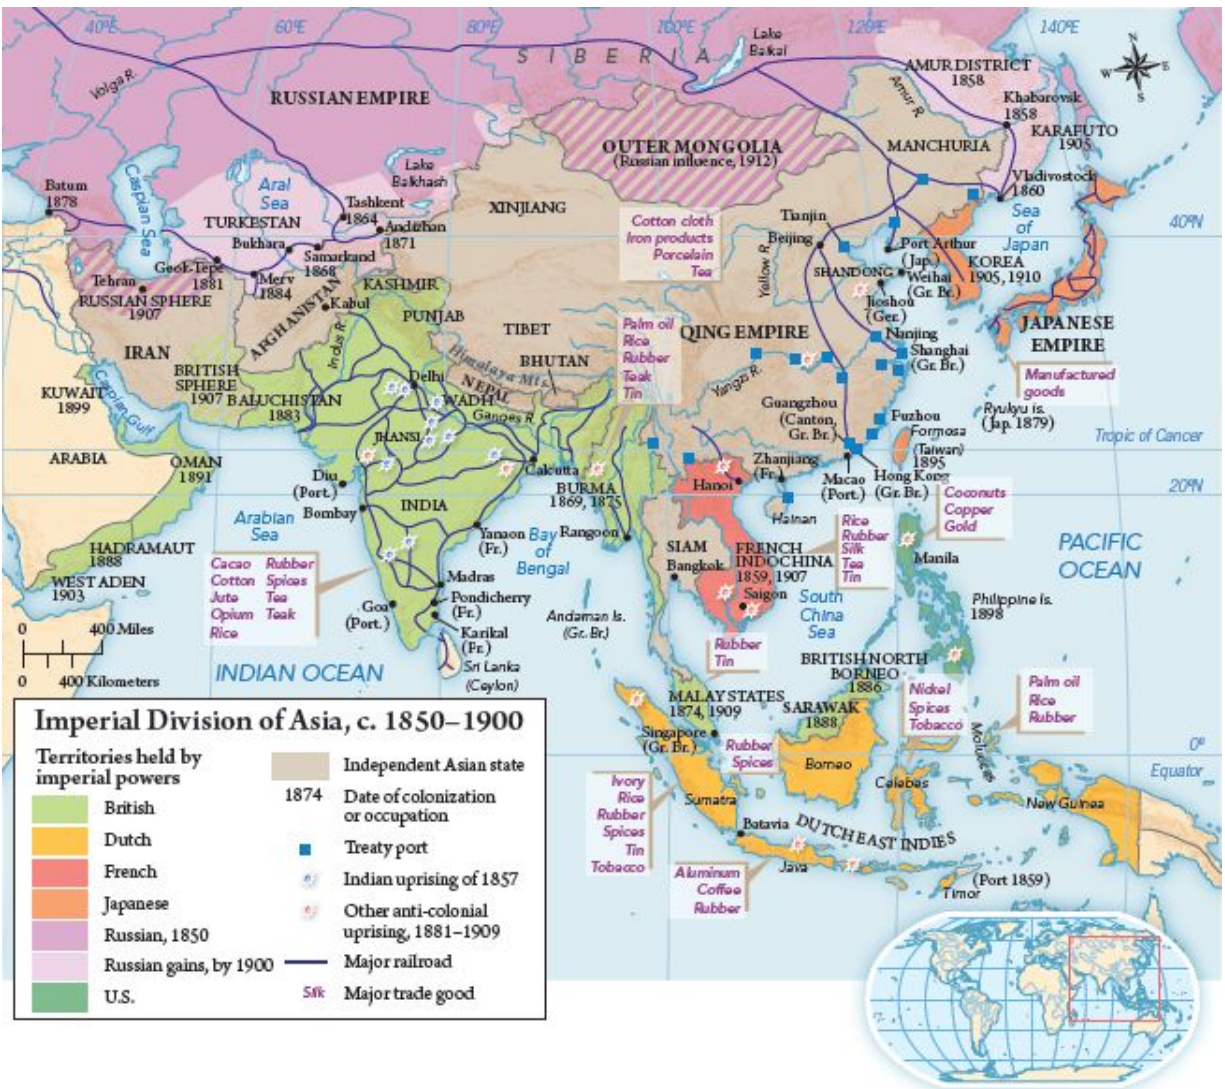 40°E
60°E
80°E
100°E
120°E
140°E
Lake
Baikal
SIBERIA
Volga R.
RUSSIAN EMPIRE
AMUR DISTRICT
1858
Amur R.
Khabarovsk
1858
KARAFUTO
1905
OUTER MONGOLIA
(Russian influence, 1912)
MANCHURIA
Vladivostock
1860
Lake
Balkhash
Batum
1878
Caspian Sea
Aral
Sea
TURKESTAN
Tashkent
1864
Andizhan
1871
XINJIANG
Cotton cloth
Iron products
Porcelain
Tea
Tianjin
Beijing
Sea
of
Japan
40°N
Bukhara
Samarkand
1868
Geok-Tepe
1881
Merv
1884
Tehran
RUSSIAN SPHERE
1907
Yellow R.
Port Arthur
(Jap.)
KOREA
1905, 1910
SHANDONG
Weihai
(Gr. Br.)
Jioshou
(Ger.)
KASHMIR
Kabul
AFGHANISTAN
PUNJAB
TIBET
Palm oil
Rice
Rubber
Teak
Tin
QING EMPIRE
Nanjing
Shanghai
(Gr. Br.)
JAPANESE
EMPIRE
IRAN
Indus R.
BHUTAN
Himalaya Mts.
NEPAL
Yangzi R.
Manufactured
goods
BRITISH
SPHERE
1907
BALUCHISTAN
1883
KUWAIT
1899
Caspian Gulf
Delhi
WADH
Ganges R.
Guangzhou
(Canton,
Gr. Br.)
Fuzhou
Formosa
(Taiwan)
1895
Ryukyu Is.
(Jap. 1879)
Tropic of Cancer
JHANSI
ARABIA
OMAN
1891
Diu
(Port.)
Calcutta
BURMA
1869, 1875
Hanoi
Zhanjiang
(Fr.)
Macao
(Port.)
Hong Kong
(Gr. Br.)
20°N
Bombay
INDIA
Arabian
Sea
Yanaon
(Fr.)
Bay
of
Bengal
Rangoon
Hainan
Coconuts
Copper
Gold
HADRAMAUT
1888
WEST ADEN
1903
Cacao Rubber
Cotton Spices
Jute Tea
Opium Teak
Rice
SIAM
Bangkok
FRENCH
INDOCHINA
1859, 1907
Rice
Rubber
Silk
Tea
Tin
Manila
PACIFIC
OCEAN
Madras
Pondicherry
(Fr.)
Goa
(Port.)
Karikal
(Fr.)
Andaman Is.
(Gr. Br.)
Saigon
South
China
Sea
Philippine Is.
1898
0 400 Miles
0 400 Kilometers
INDIAN OCEAN
Sri Lanka
(Ceylon)
Rubber
Tin
BRITISH NORTH
BORNEO
1886
Nickel
Spices
Tobacco
Palm oil
Rice
Rubber
MALAY STATES
1874, 1909
SARAWAK
1888
Singapore
(Gr. Br.)
Rubber
Spices
Moluccas
0°
Equator
Borneo
Celebes
New Guinea
Ivory
Rice
Rubber
Spices
Tin
Tobacco
Sumatra
Batavia
DUTCH EAST INDIES
Java
Aluminum
Coffee
Rubber
(Port 1859)
Timor
Imperial Division of Asia, c. 1850–1900
Territories held by
imperial powers
British
Dutch
French
Japanese
Russian, 1850
Russian gains, by 1900
U.S.
Independent Asian state
1874 Date of colonization
or occupation
Treaty port
Indian uprising of 1857
Other anti-colonial
uprising, 1881–1909
Major railroad
Silk Major trade good
N
W E
S